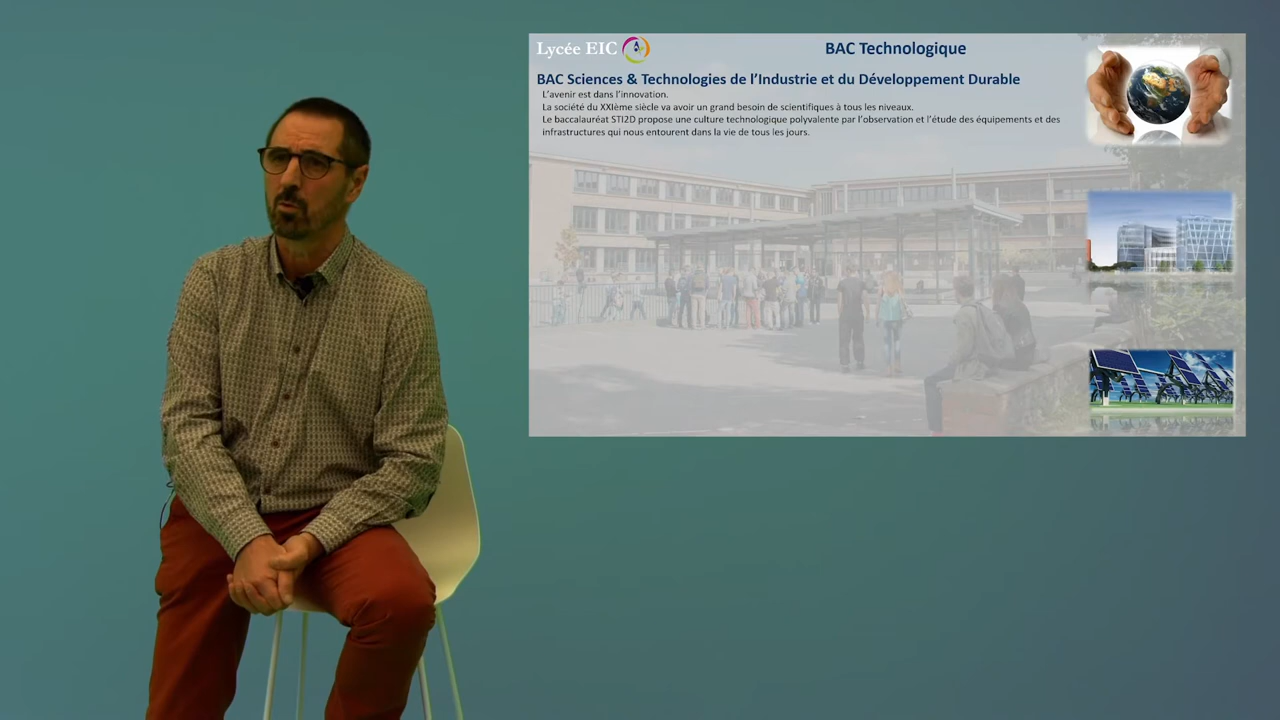 Lycée EIC
BAC Technologique
BAC Sciences & Technologies de l'Industrie et du Développement Durable
L'avenir est dans l'innovation.
La société du XXIème siècle va avoir un grand besoin de scientifiques à tous les niveaux.
Le baccalauréat STI2D propose une culture technologique polyvalente par l'observation et l'étude des équipements et des
infrastructures qui nous entourent dans la vie de tous les jours.